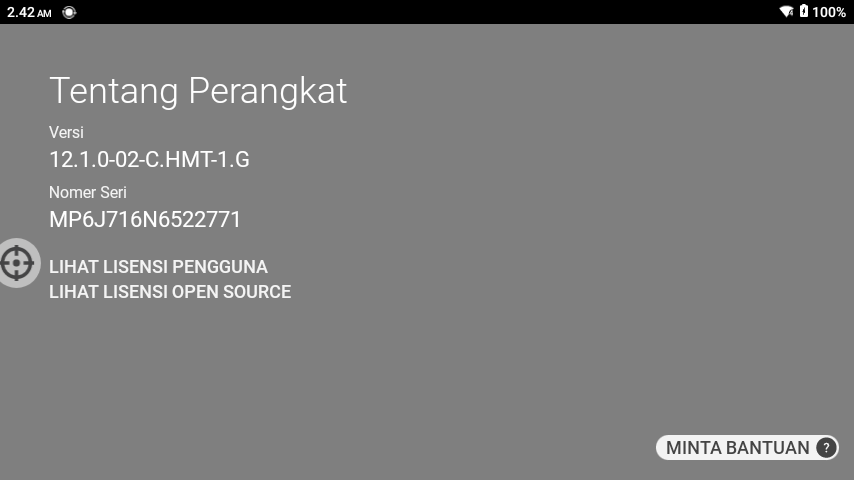 2.42 AM 100%
Tentang Perangkat
Versi
12.1.0-02-C.HMT-1.G
Nomer Seri
MP6J716N6522771
LIHAT LISENSI PENGGUNA
LIHAT LISENSI OPEN SOURCE
MINTA BANTUAN ?